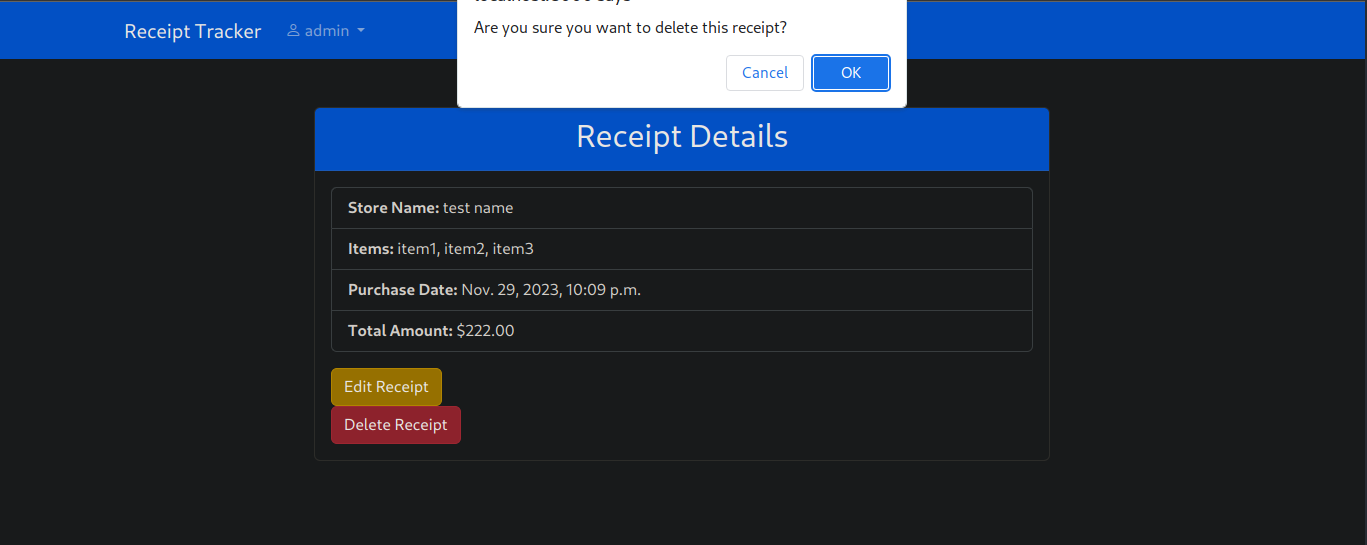 Are you sure you want to delete this receipt?
Cancel OK
Receipt Tracker admin
Receipt Details
Store Name: test name
Items: item1, item2, item3
Purchase Date: Nov. 29, 2023, 10:09 p.m.
Total Amount: $222.00
Edit Receipt
Delete Receipt